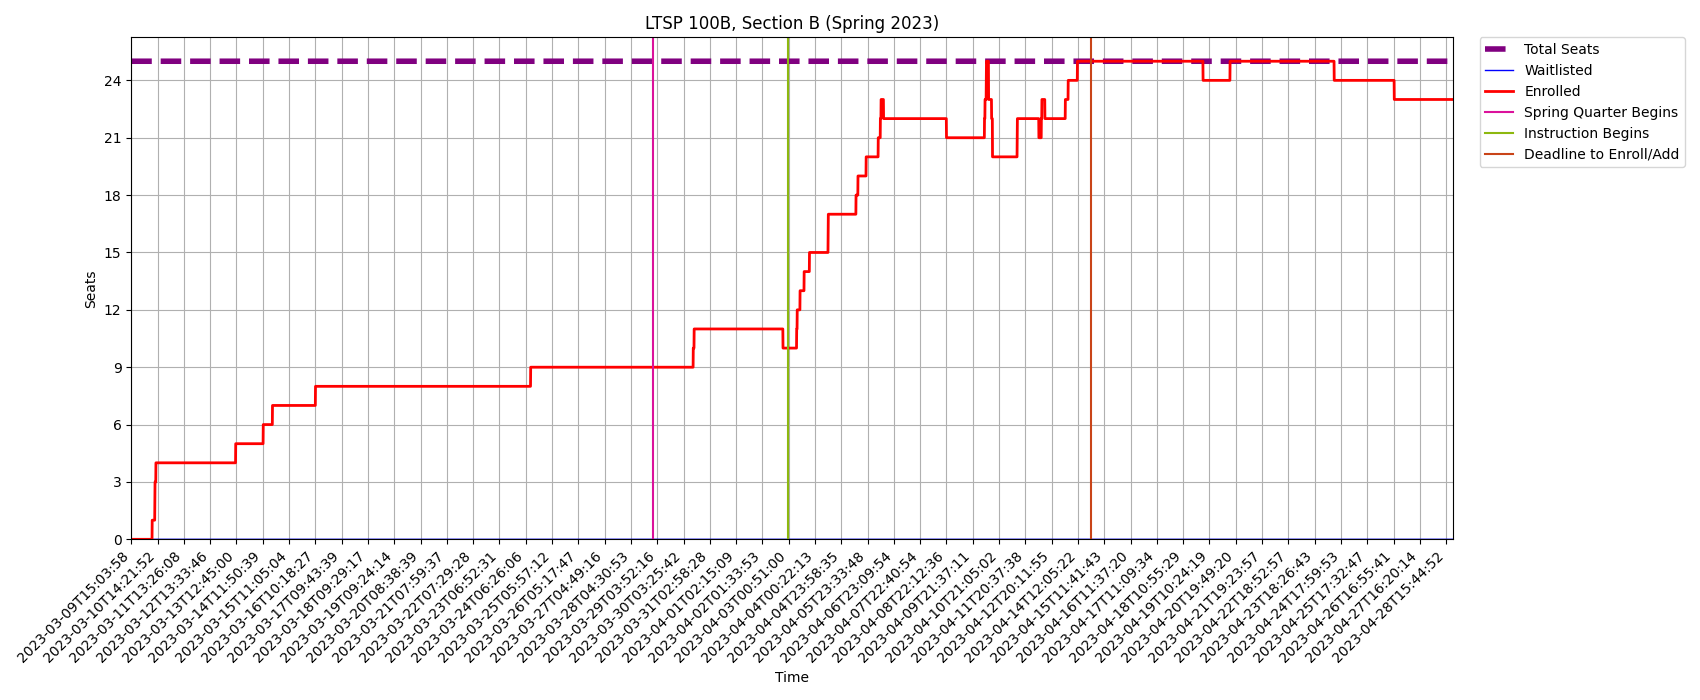 LTSP 100B, Section B (Spring 2023)
Total Seats
Waitlisted
Enrolled
Spring Quarter Begins
Instruction Begins
Deadline to Enroll/Add
Seats
24
21
18
15
12
9
6
3
0
2023-03-09T15:03:58
2023-03-10T14:21:52
2023-03-11T13:26:08
2023-03-12T13:33:46
2023-03-13T12:45:00
2023-03-14T11:50:39
2023-03-15T11:05:04
2023-03-16T10:18:27
2023-03-17T09:43:39
2023-03-18T09:29:17
2023-03-19T09:24:14
2023-03-20T08:38:39
2023-03-21T07:59:37
2023-03-22T07:29:28
2023-03-23T06:52:31
2023-03-24T06:26:06
2023-03-25T05:57:12
2023-03-26T05:17:47
2023-03-27T04:49:16
2023-03-28T04:30:53
2023-03-29T03:52:16
2023-03-30T03:25:42
2023-03-31T02:58:28
2023-04-01T02:15:09
2023-04-02T01:33:53
2023-04-03T00:51:00
2023-04-04T00:22:13
2023-04-04T23:58:35
2023-04-05T23:33:48
2023-04-06T23:09:54
2023-04-07T22:40:54
2023-04-08T22:12:36
2023-04-09T21:37:11
2023-04-10T21:05:02
2023-04-11T20:37:38
2023-04-12T20:11:55
2023-04-14T12:05:22
2023-04-15T11:41:43
2023-04-16T11:37:20
2023-04-17T11:09:34
2023-04-18T10:55:29
2023-04-19T10:24:19
2023-04-20T19:49:20
2023-04-21T19:23:57
2023-04-22T18:52:57
2023-04-23T18:26:43
2023-04-24T17:59:53
2023-04-25T17:32:47
2023-04-26T16:55:41
2023-04-27T16:20:14
2023-04-28T15:44:52
Time